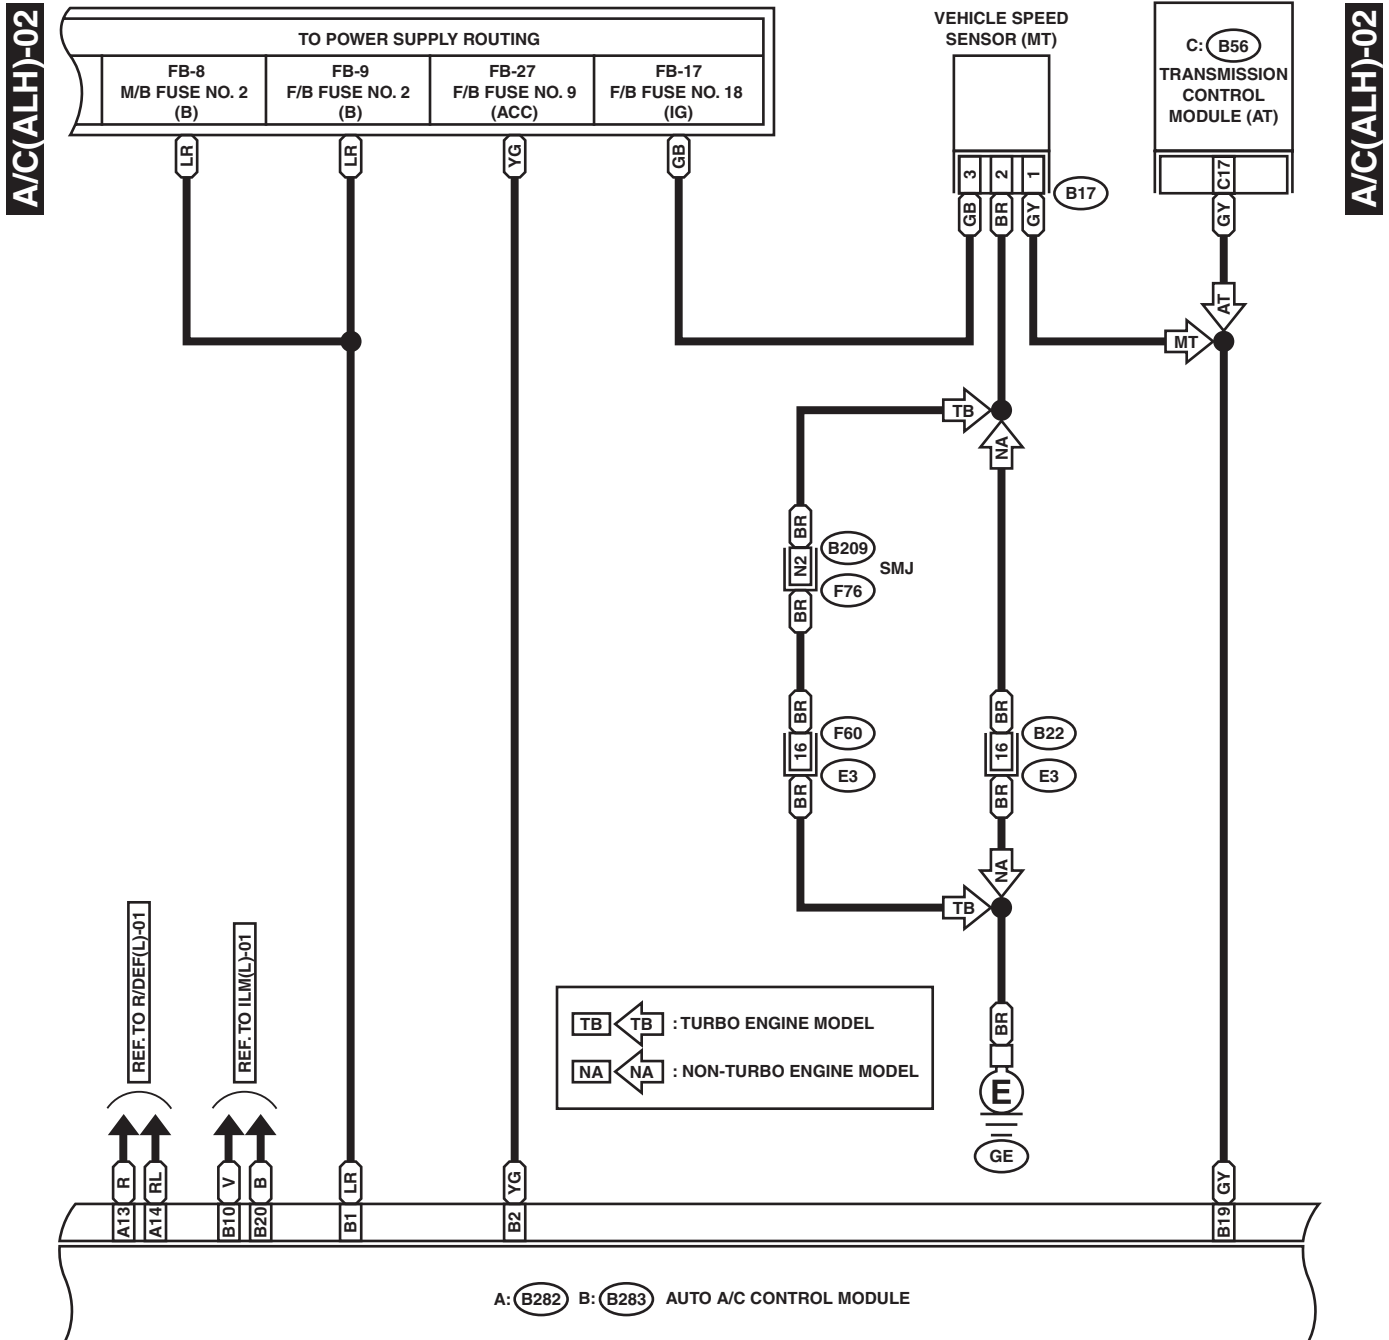 A/C(ALH)-02
A/C(ALH)-02
TO POWER SUPPLY ROUTING
FB-8
M/B FUSE NO. 2
(B)
FB-9
F/B FUSE NO. 2
(B)
FB-27
F/B FUSE NO. 9
(ACC)
FB-17
F/B FUSE NO. 18
(IG)
VEHICLE SPEED
SENSOR (MT)
C: B56
TRANSMISSION
CONTROL
MODULE (AT)
LR
LR
YG
GB
3
2
1
B17
C17
GB
BR
GY
GY
AT
MT
TB
NA
BR
N2
BR
B209
F76
SMJ
BR
16
BR
F60
E3
BR
16
BR
B22
E3
NA
TB
REF. TO R/DEF(L)-01
REF. TO ILM(L)-01
TB TB : TURBO ENGINE MODEL
NA NA : NON-TURBO ENGINE MODEL
BR
E
GE
R
RL
V
B
LR
YG
GY
A13
A14
B10
B20
B1
B2
B19
A: B282 B: B283 AUTO A/C CONTROL MODULE